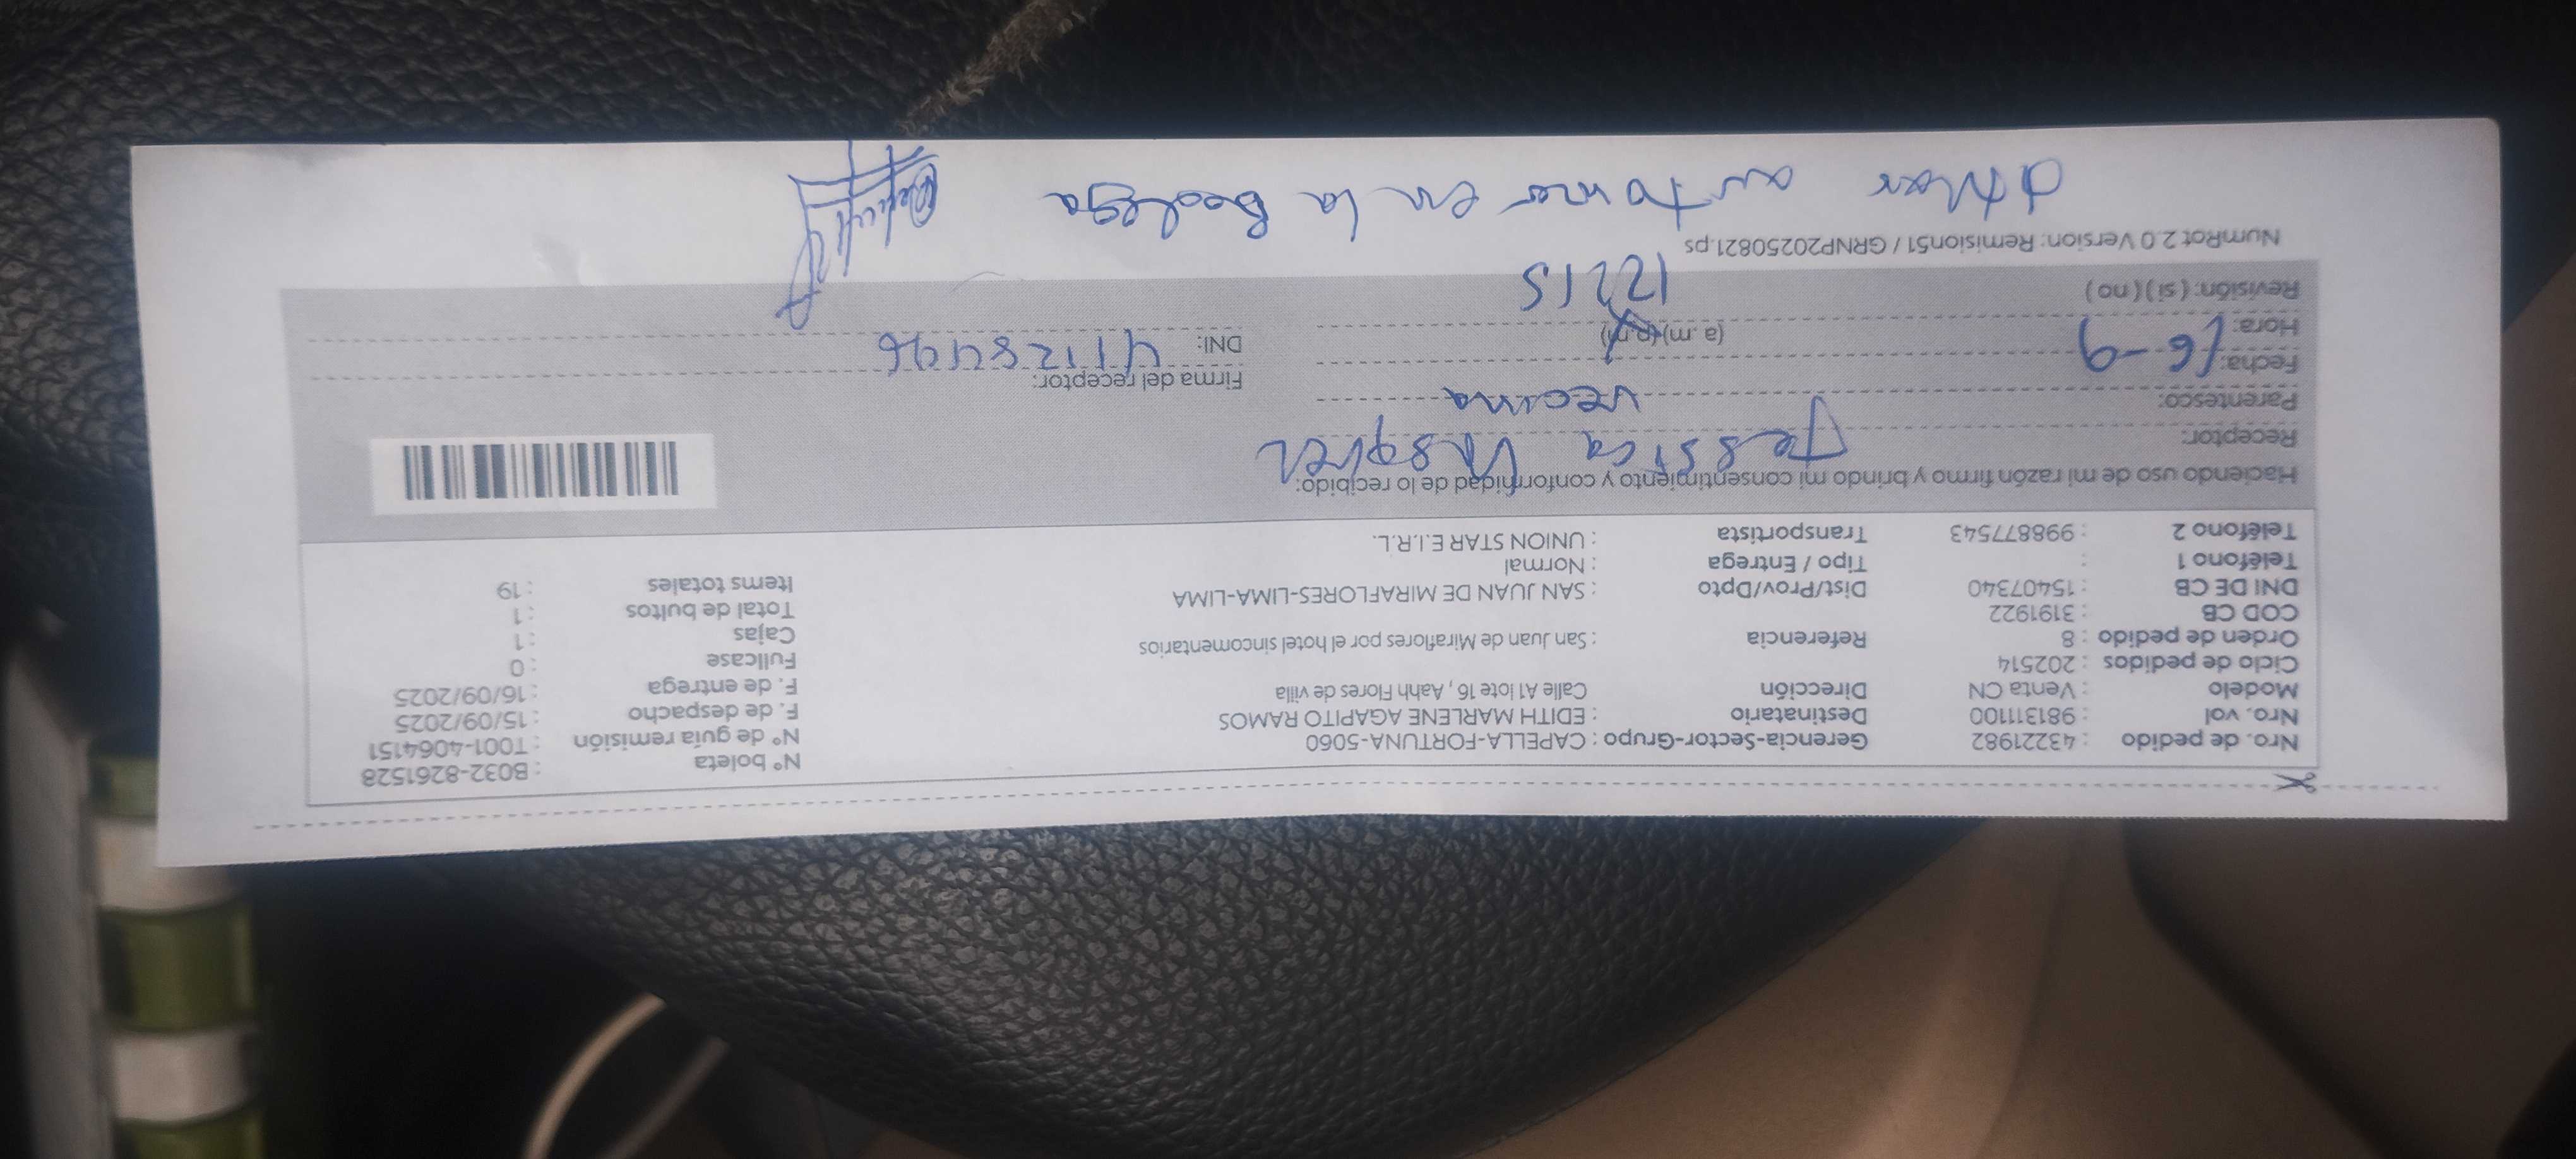 Nro. de pedido : 43221982 Gerencia-Sector-Grupo : CAPELLA-FORTUNA-5060 N° boleta : B032-8261528
Nro. vol : 981311100 Destinatario : EDITH MARLENE AGAPITO RAMOS N° de guía remisión : T001-4064151
Modelo : Venta CN Dirección : Calle A1 lote 16 , Aahh Flores de villa F. de despacho : 15/09/2025
Ciclo de pedidos : 202514 F. de entrega : 16/09/2025
Orden de pedido : 8 Referencia : San Juan de Miraflores por el hotel sincomentarios Fullcase : 0
COD CB : 3191922 Cajas : 1
DNI DE CB : 15407340 Dist/Prov/Dpto : SAN JUAN DE MIRAFLORES-LIMA-LIMA Total de bultos : 1
Teléfono 1 : Tipo / Entrega : Normal Items totales : 19
Teléfono 2 : 998877543 Transportista : UNION STAR E.I.R.L.
Haciendo uso de mi razón firmo y brindo mi consentimiento y conformidad de lo recibido:
Receptor: Jessica
Parentesco: vecina
Fecha: 16-9 Firma del receptor:
Hora: (a .m) (p.m) DNI:
Revisión: ( si ) ( no ) 1215
NumRot 2.0 Version: Remision51 / GRNP20250821.ps
en la Bodega